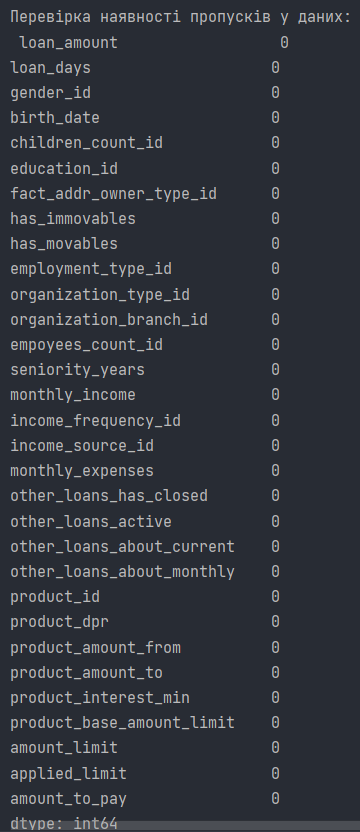 Перевірка наявності пропусків у даних:
loan_amount 0
loan_days 0
gender_id 0
birth_date 0
children_count_id 0
education_id 0
fact_addr_owner_type_id 0
has_immovables 0
has_movables 0
employment_type_id 0
organization_type_id 0
organization_branch_id 0
empoyees_count_id 0
seniority_years 0
monthly_income 0
income_frequency_id 0
income_source_id 0
monthly_expenses 0
other_loans_has_closed 0
other_loans_active 0
other_loans_about_current 0
other_loans_about_monthly 0
product_id 0
product_dpr 0
product_amount_from 0
product_amount_to 0
product_interest_min 0
product_base_amount_limit 0
amount_limit 0
applied_limit 0
amount_to_pay 0
dtype: int64